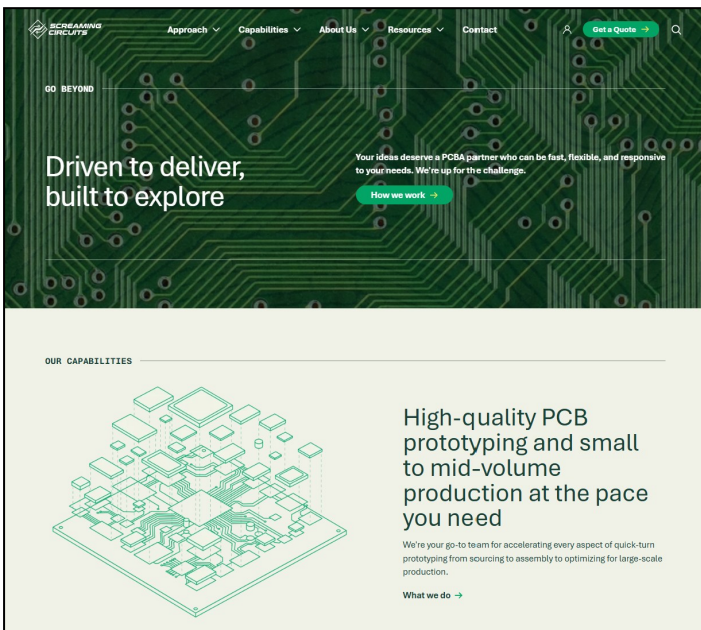 SCREAMING
CIRCUITS
Approach
Capabilities
About Us
Resources
Contact
Get a Quote →
GO BEYOND
Driven to deliver,
built to explore
Your ideas deserve a PCBA partner who can be fast, flexible, and responsive
to your needs. We're up for the challenge.
How we work →
OUR CAPABILITIES
High-quality PCB
prototyping and small
to mid-volume
production at the pace
you need
We're your go-to team for accelerating every aspect of quick-turn
prototyping from sourcing to assembly to optimizing for large-scale
production.
What we do →